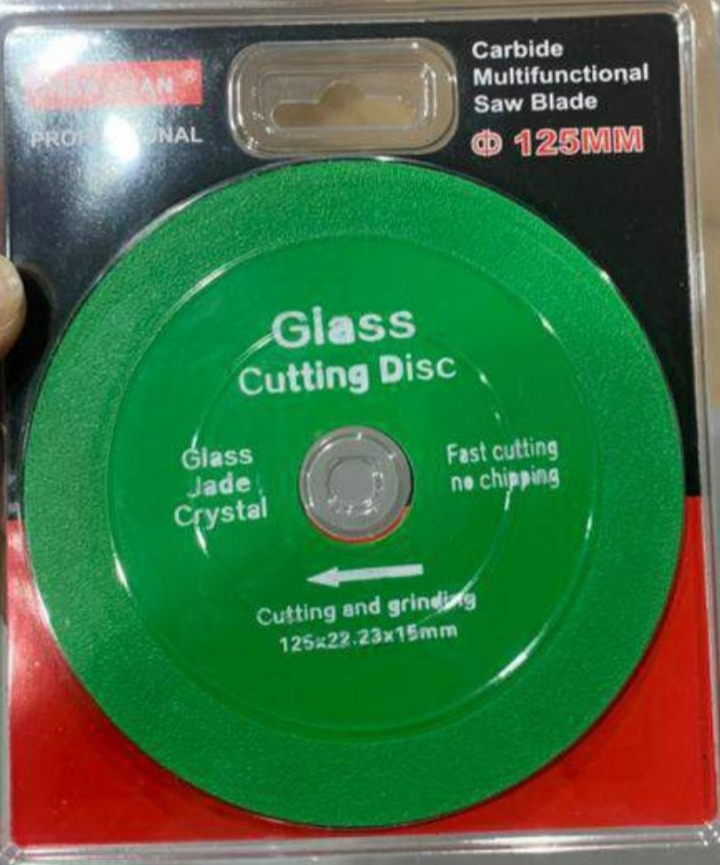 PROFESSIONAL
Carbide
Multifunctional
Saw Blade
Φ 125MM
Glass
Cutting Disc
Glass
Jade
Crystal
Fast cutting
no chipping
Cutting and grinding
125x22.23x15mm